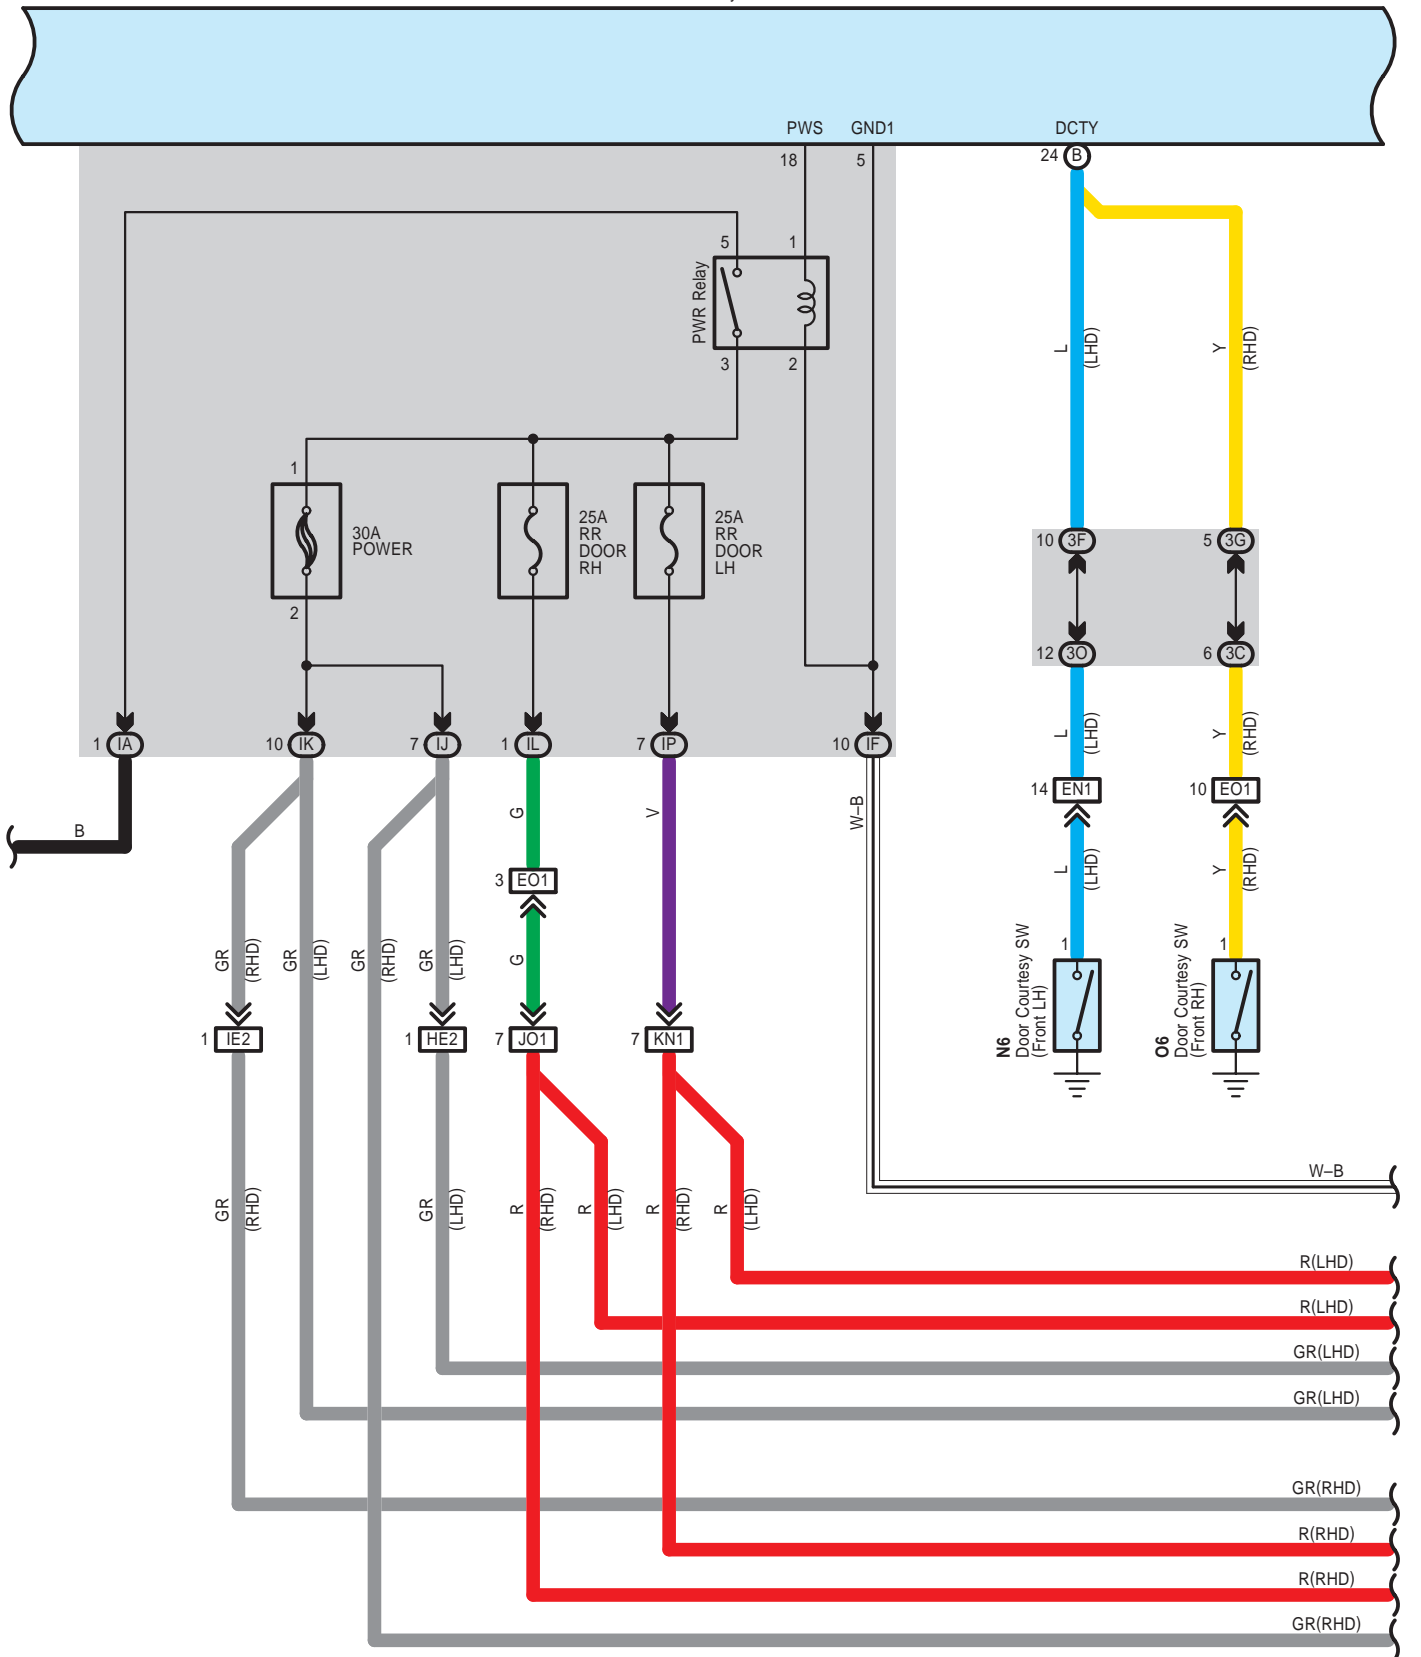 PWS GND1 DCTY
18 5 24 B
5 1
PWR Relay
3 2
L (LHD) Y (RHD)
1
30A
POWER
2
25A
RR
DOOR
RH
25A
RR
DOOR
LH
10 3F 5 3G
12 3O 6 3C
1 IA 10 IK 7 IJ 1 IL 7 IP 10 IF
L (LHD) Y (RHD)
14 EN1 10 EO1
B
G V W–B
3 EO1
L (LHD) Y (RHD)
GR (RHD) GR (LHD) GR (RHD) GR (LHD) G
1 1
N6
Door Courtesy SW
(Front LH)
O6
Door Courtesy SW
(Front RH)
1 IE2 1 HE2 7 JO1 7 KN1
W–B
GR (RHD) GR (LHD) R (RHD) R (LHD) R (RHD) R (LHD)
R(LHD)
R(LHD)
GR(LHD)
GR(LHD)
GR(RHD)
R(RHD)
R(RHD)
GR(RHD)